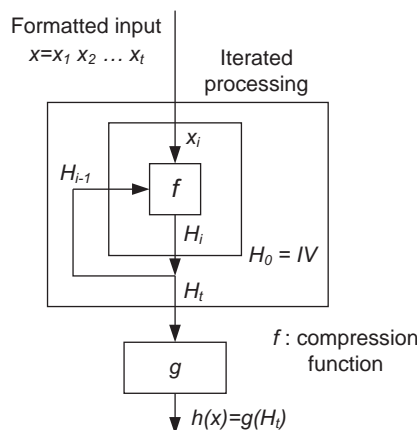 Formatted input
x=x1 x2 … xt
Iterated
processing
xi
Hi-1
f
Hi
H0 = IV
Ht
f : compression
function
g
h(x)=g(Ht)